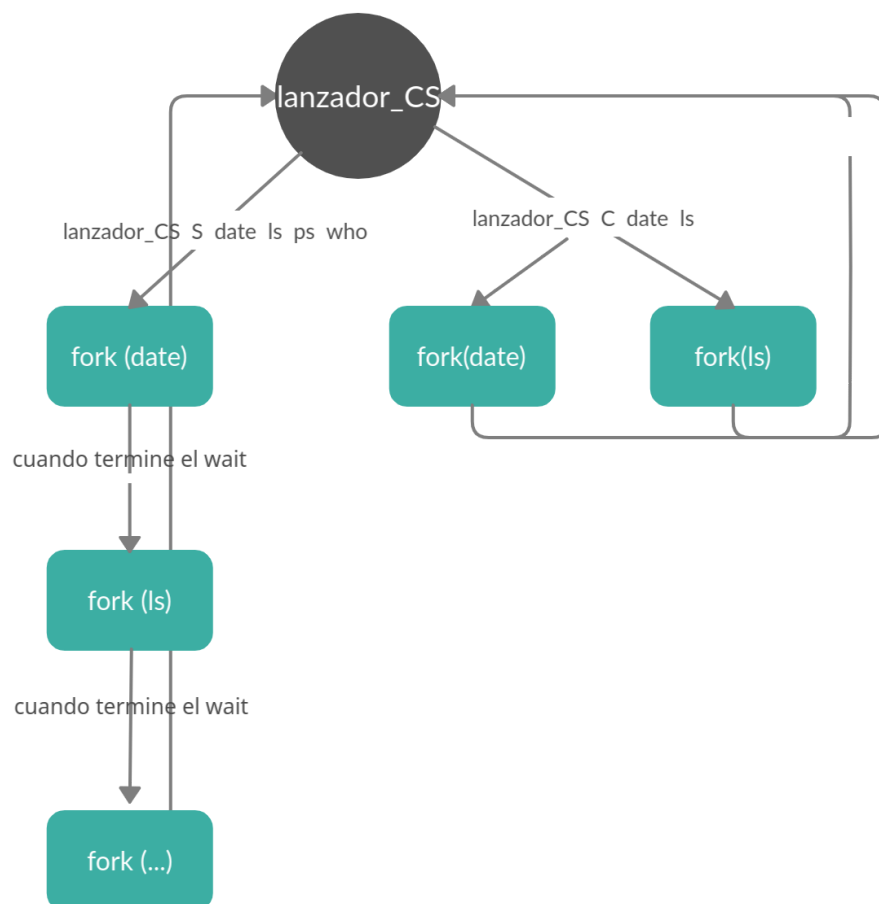 lanzador_CS
lanzador_CS S date ls ps who
lanzador_CS C date ls
fork (date)
fork(date)
fork(ls)
cuando termine el wait
fork (ls)
cuando termine el wait
fork (...)